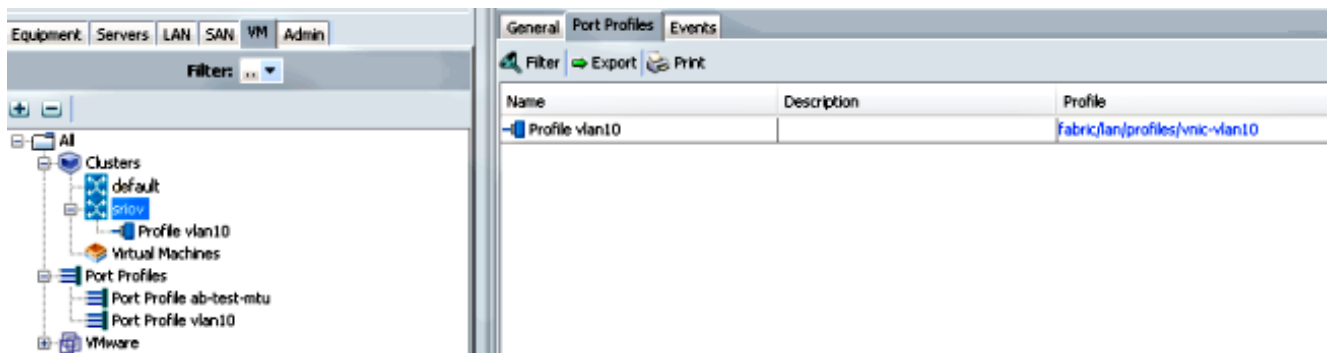 Equipment Servers LAN SAN VM Admin
Filter: ..
All
Clusters
default
sriov
Profile vlan10
Virtual Machines
Port Profiles
Port Profile ab-test-mtu
Port Profile vlan10
VMware
General Port Profiles Events
Filter Export Print
Name Description Profile
Profile vlan10 fabric/lan/profiles/vnic-vlan10